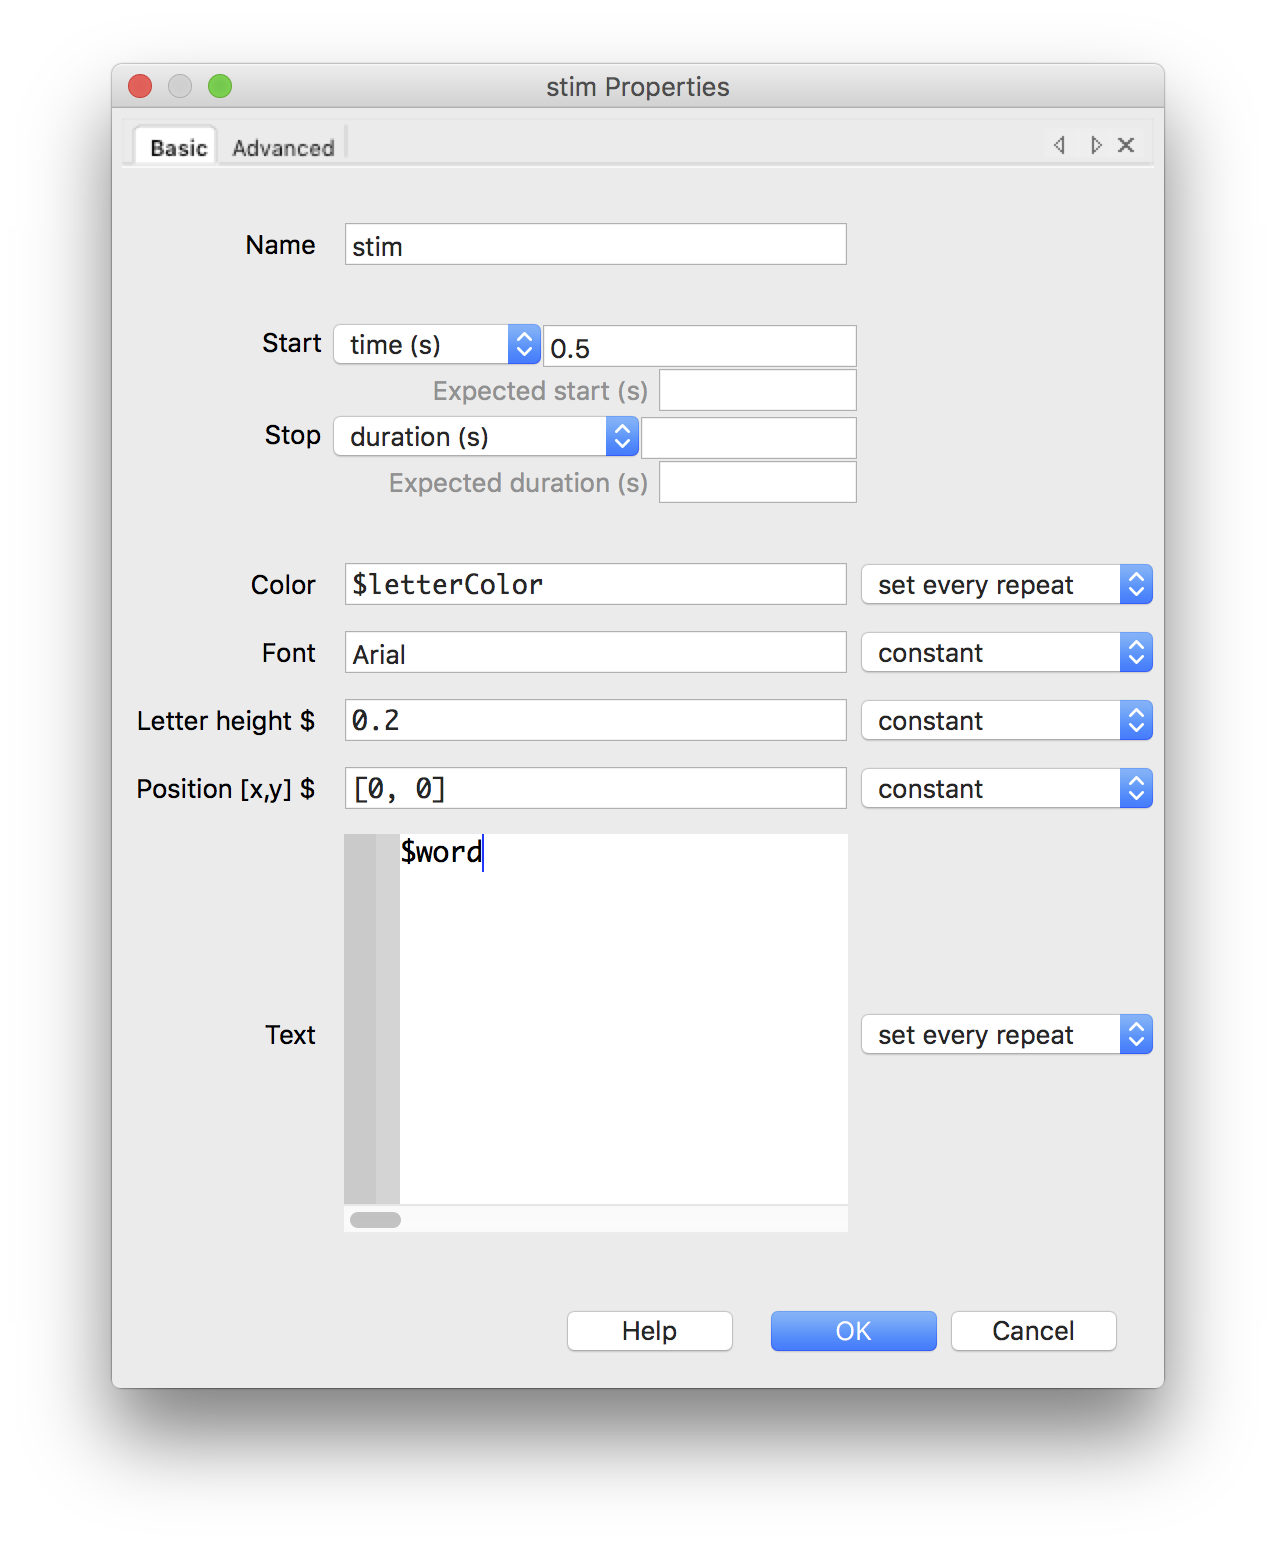 stim Properties
Basic Advanced
Name stim
Start time (s) 0.5
Expected start (s)
Stop duration (s)
Expected duration (s)
Color $letterColor set every repeat
Font Arial constant
Letter height $ 0.2 constant
Position [x,y] $ [0, 0] constant
$word
Text set every repeat
Help OK Cancel